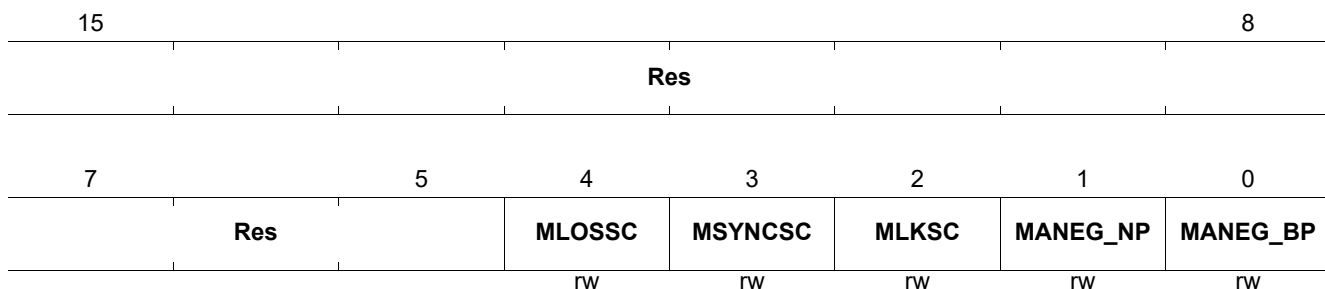 15 8
Res
7 5 4 3 2 1 0
Res MLOSSC MSYNCSC MLKSC MANEG_NP MANEG_BP
rw rw rw rw rw